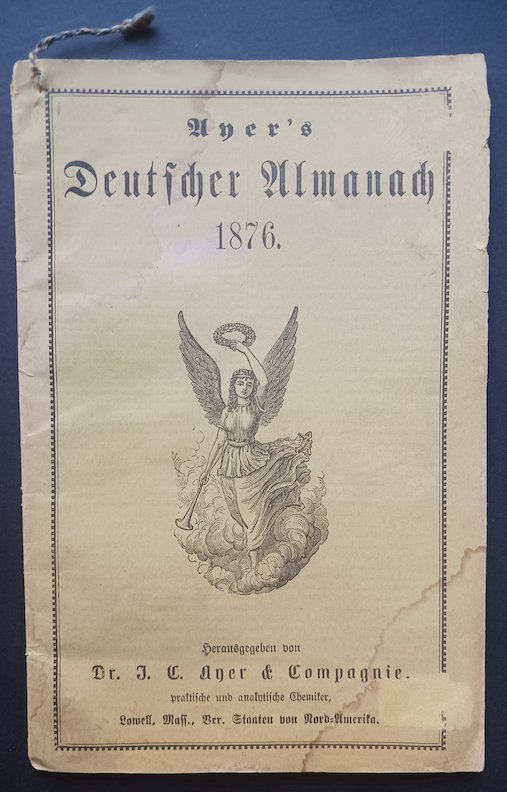 Ayer's
Deutſcher Almanach
1876.
Herausgegeben von
Dr. J. C. Ayer & Compagnie.
praktiſche und analytiſche Chemiker,
Lowell, Maſſ., Ver. Staaten von Nord-Amerika.